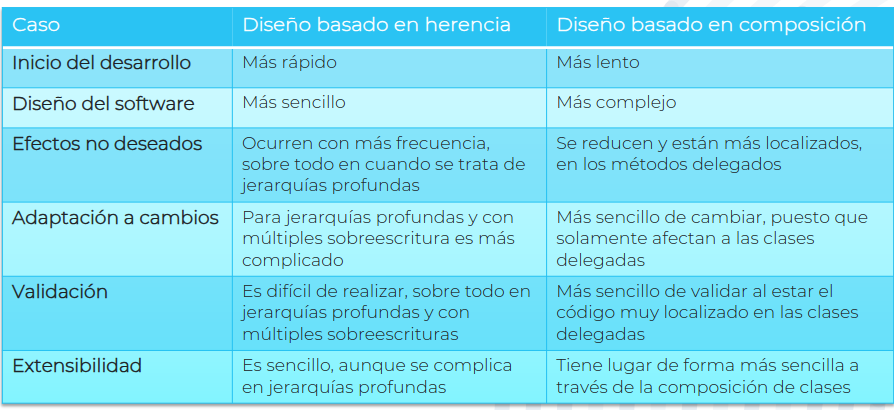 Caso
Diseño basado en herencia
Diseño basado en composición
Inicio del desarrollo
Más rápido
Más lento
Diseño del software
Más sencillo
Más complejo
Efectos no deseados
Ocurren con más frecuencia,
sobre todo en cuando se trata de
jerarquías profundas
Se reducen y están más localizados,
en los métodos delegados
Adaptación a cambios
Para jerarquías profundas y con
múltiples sobreescritura es más
complicado
Más sencillo de cambiar, puesto que
solamente afectan a las clases
delegadas
Validación
Es difícil de realizar, sobre todo en
jerarquías profundas y con
múltiples sobreescrituras
Más sencillo de validar al estar el
código muy localizado en las clases
delegadas
Extensibilidad
Es sencillo, aunque se complica
en jerarquías profundas
Tiene lugar de forma más sencilla a
través de la composición de clases